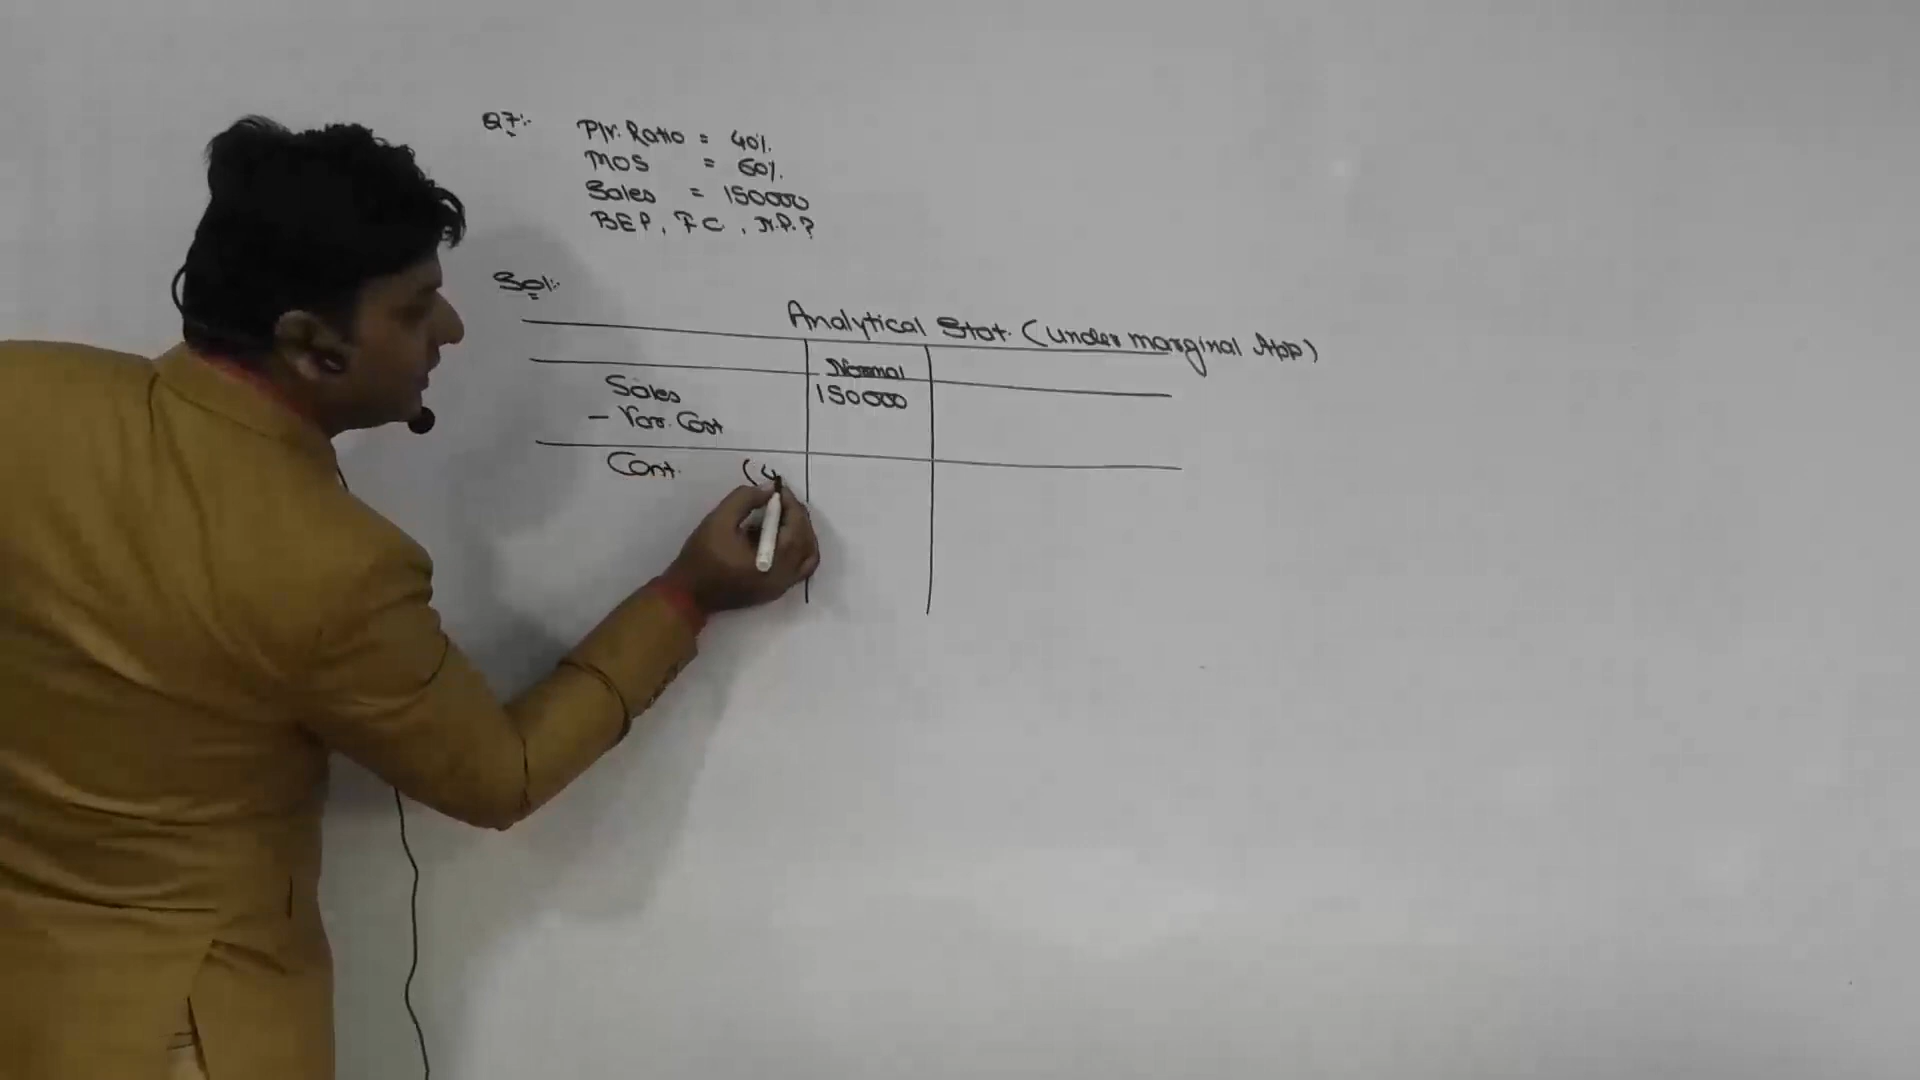 Q7:- P/V. Ratio = 40%.
MOS = 60%.
Sales = 150000
BEP, FC, N.P.?
Sol:-
Analytical Stat. (Under marginal App)
Normal
Sales 150000
- Var. Cost
Cont. (4